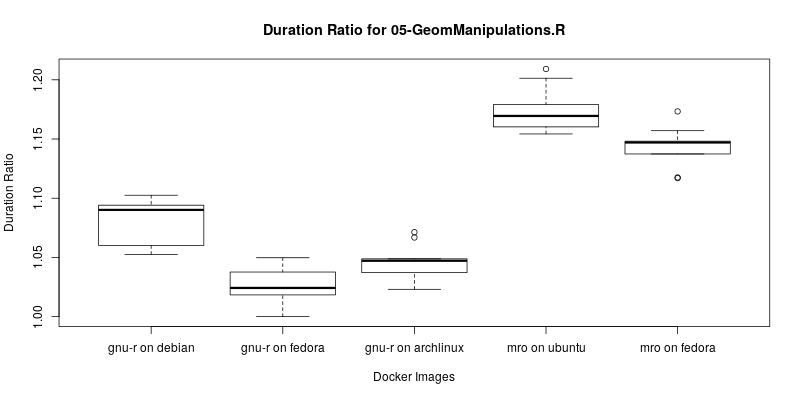 Duration Ratio for 05-GeomManipulations.R
Duration Ratio
1.20
1.15
1.10
1.05
1.00
gnu-r on debian
gnu-r on fedora
gnu-r on archlinux
mro on ubuntu
mro on fedora
Docker Images